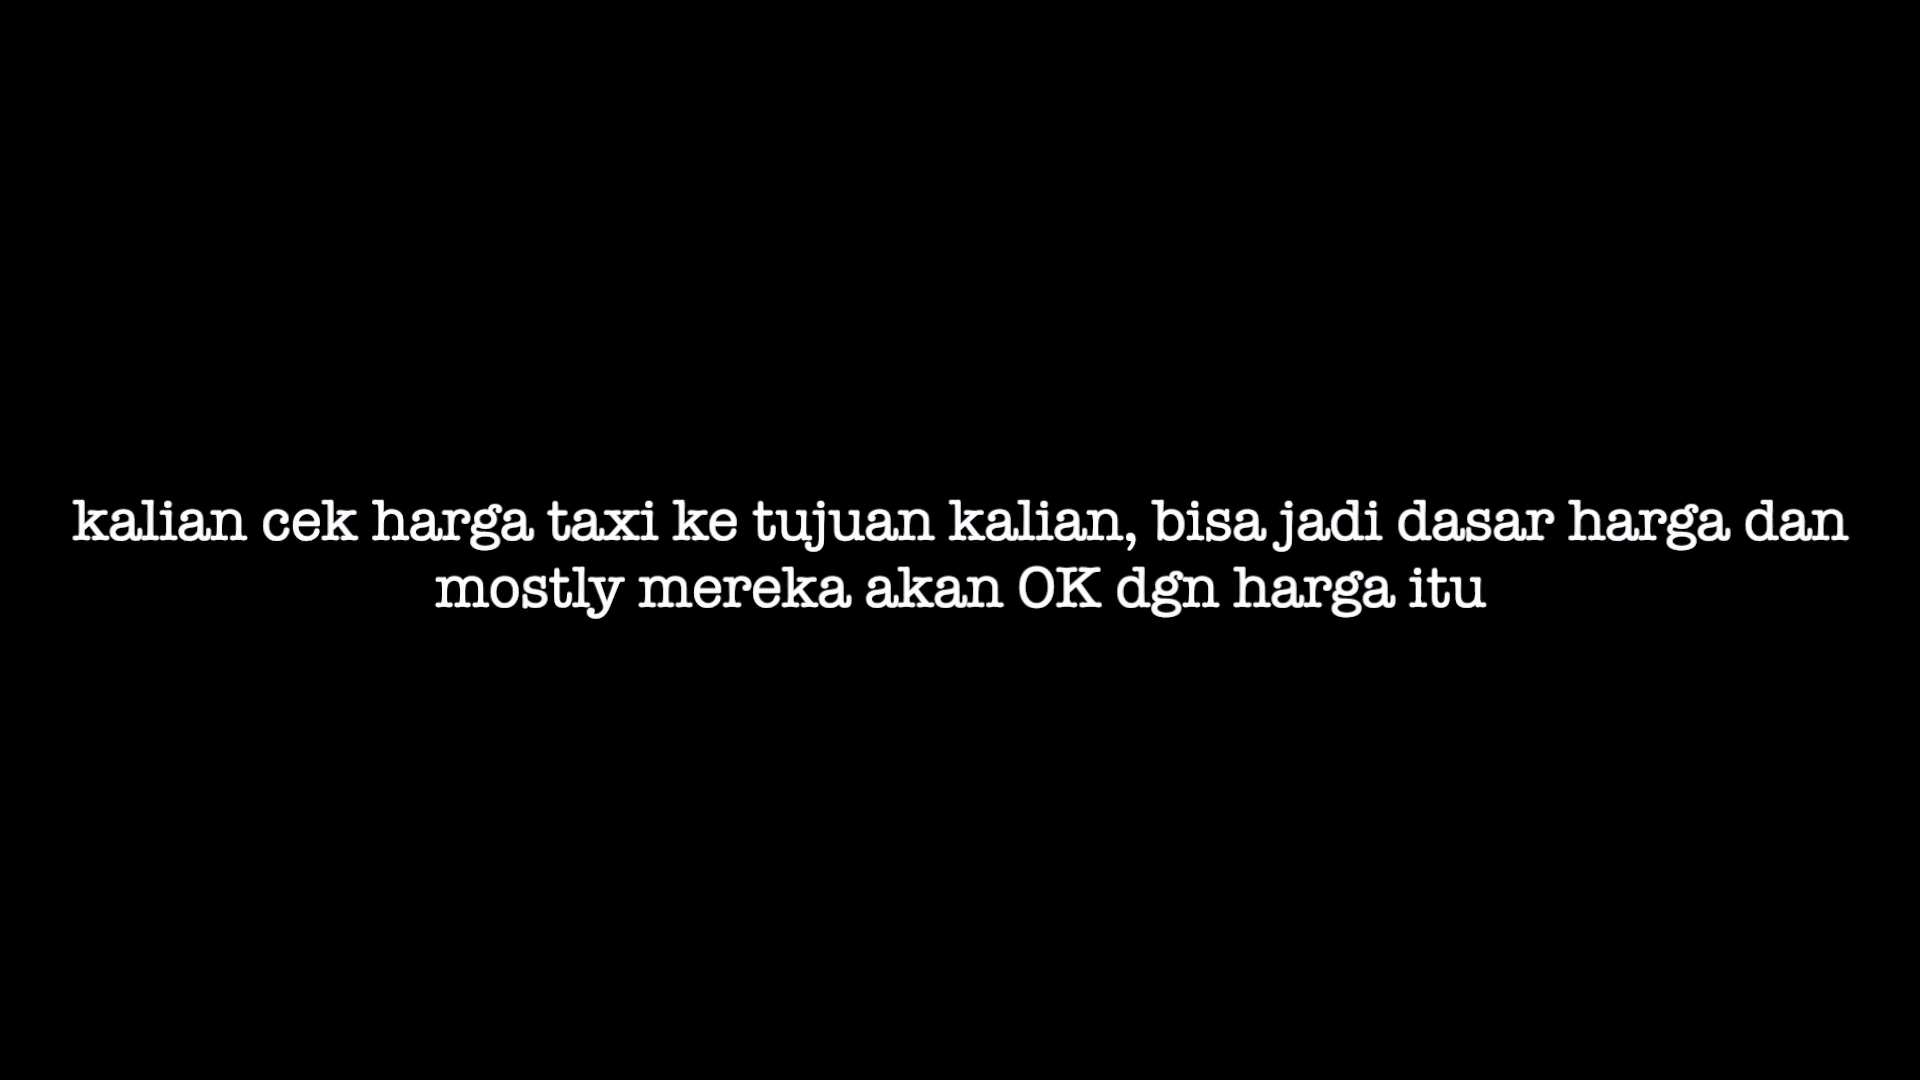 kalian cek harga taxi ke tujuan kalian, bisa jadi dasar harga dan
mostly mereka akan OK dgn harga itu